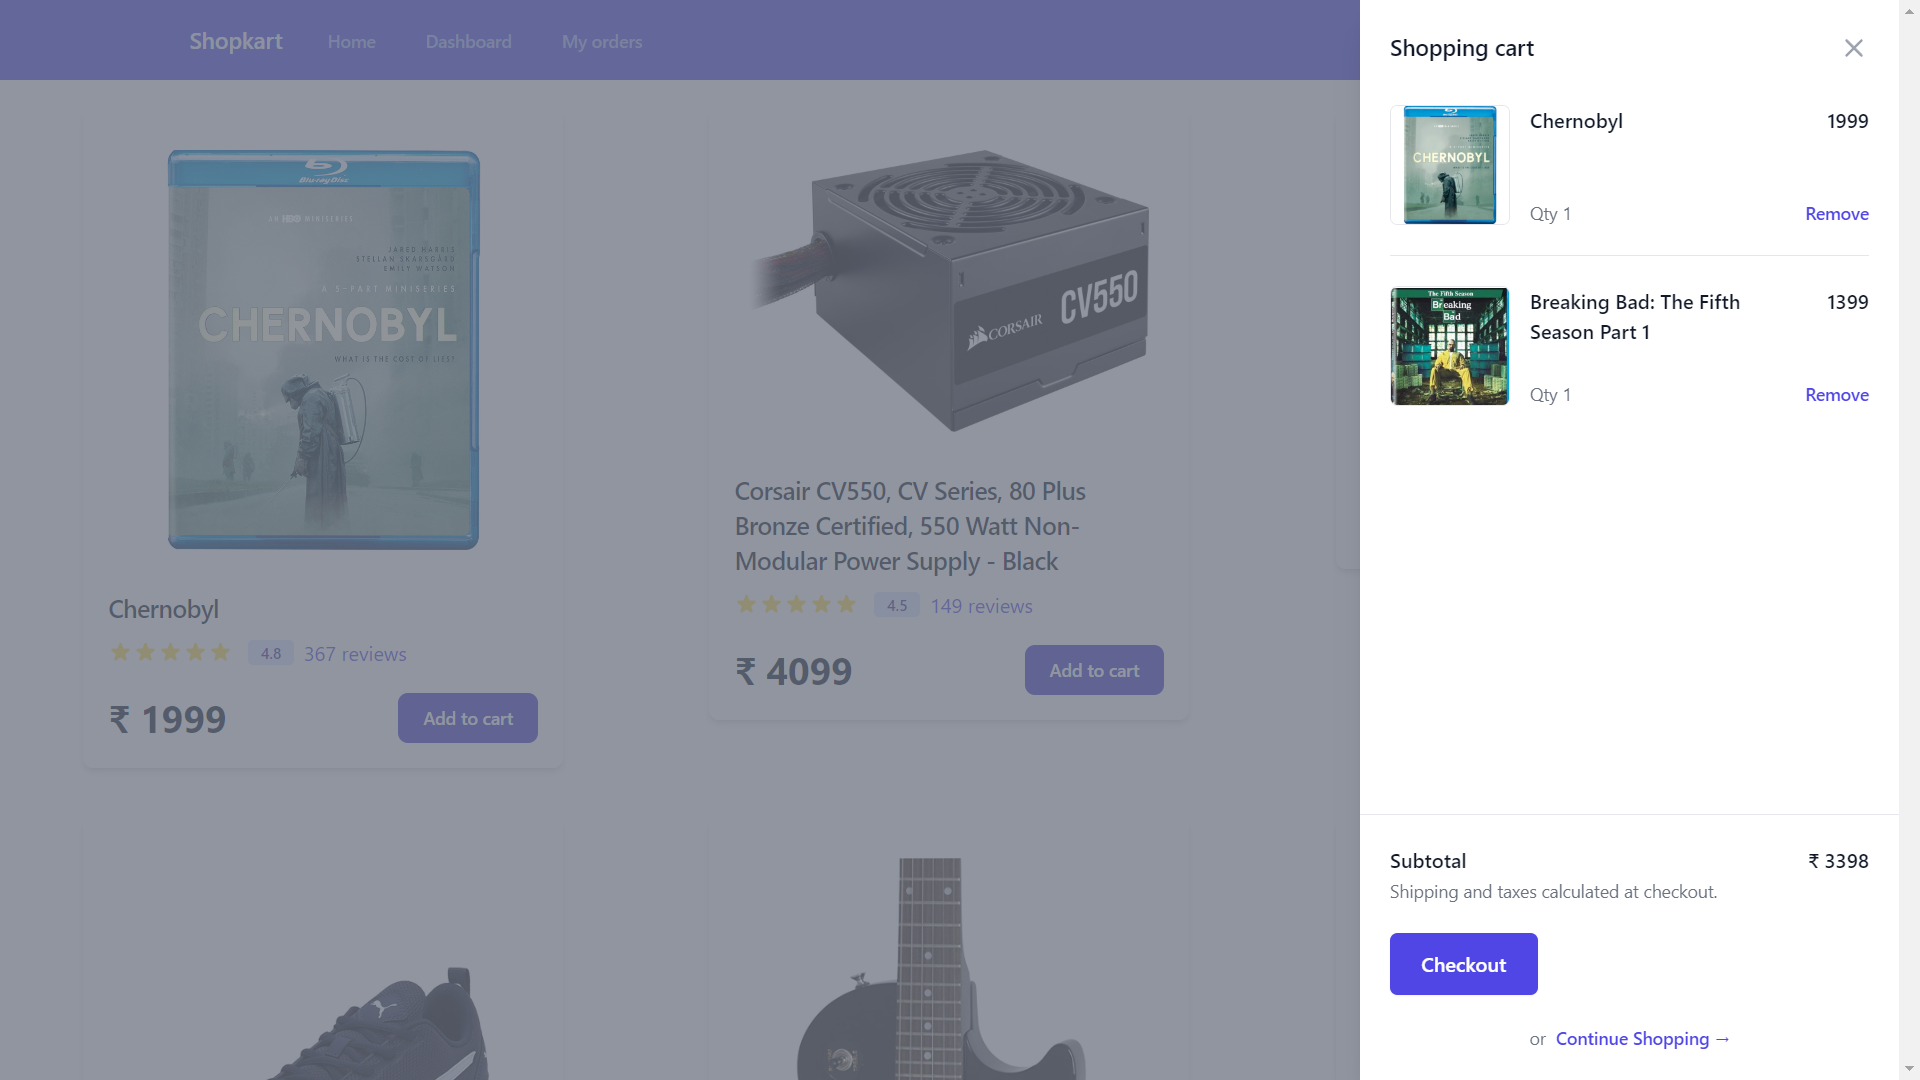 Shopkart
Home
Dashboard
My orders
Blu-ray Disc
AN HBO MINISERIES
JARED HARRIS
STELLAN SKARSGÅRD
EMILY WATSON
A 5-PART MINISERIES
CHERNOBYL
WHAT IS THE COST OF LIES?
Chernobyl
4.8
367 reviews
₹ 1999
Add to cart
CORSAIR
CV550
Corsair CV550, CV Series, 80 Plus
Bronze Certified, 550 Watt Non-
Modular Power Supply - Black
4.5
149 reviews
₹ 4099
Add to cart
Shopping cart
CHERNOBYL
Chernobyl
1999
Qty 1
Remove
The Fifth Season
Breaking
Bad
Breaking Bad: The Fifth
Season Part 1
1399
Qty 1
Remove
Subtotal
₹ 3398
Shipping and taxes calculated at checkout.
Checkout
or Continue Shopping →